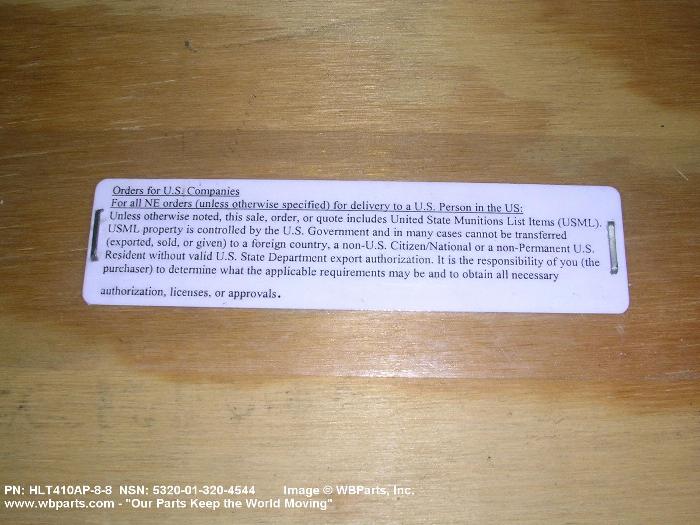 Orders for U.S. Companies
For all NE orders (unless otherwise specified) for delivery to a U.S. Person in the US:
Unless otherwise noted, this sale, order, or quote includes United State Munitions List Items (USML).
USML property is controlled by the U.S. Government and in many cases cannot be transferred
(exported, sold, or given) to a foreign country, a non-U.S. Citizen/National or a non-Permanent U.S.
Resident without valid U.S. State Department export authorization. It is the responsibility of you (the
purchaser) to determine what the applicable requirements may be and to obtain all necessary
authorization, licenses, or approvals.
PN: HLT410AP-8-8 NSN: 5320-01-320-4544 Image © WBParts, Inc.
www.wbparts.com - "Our Parts Keep the World Moving"